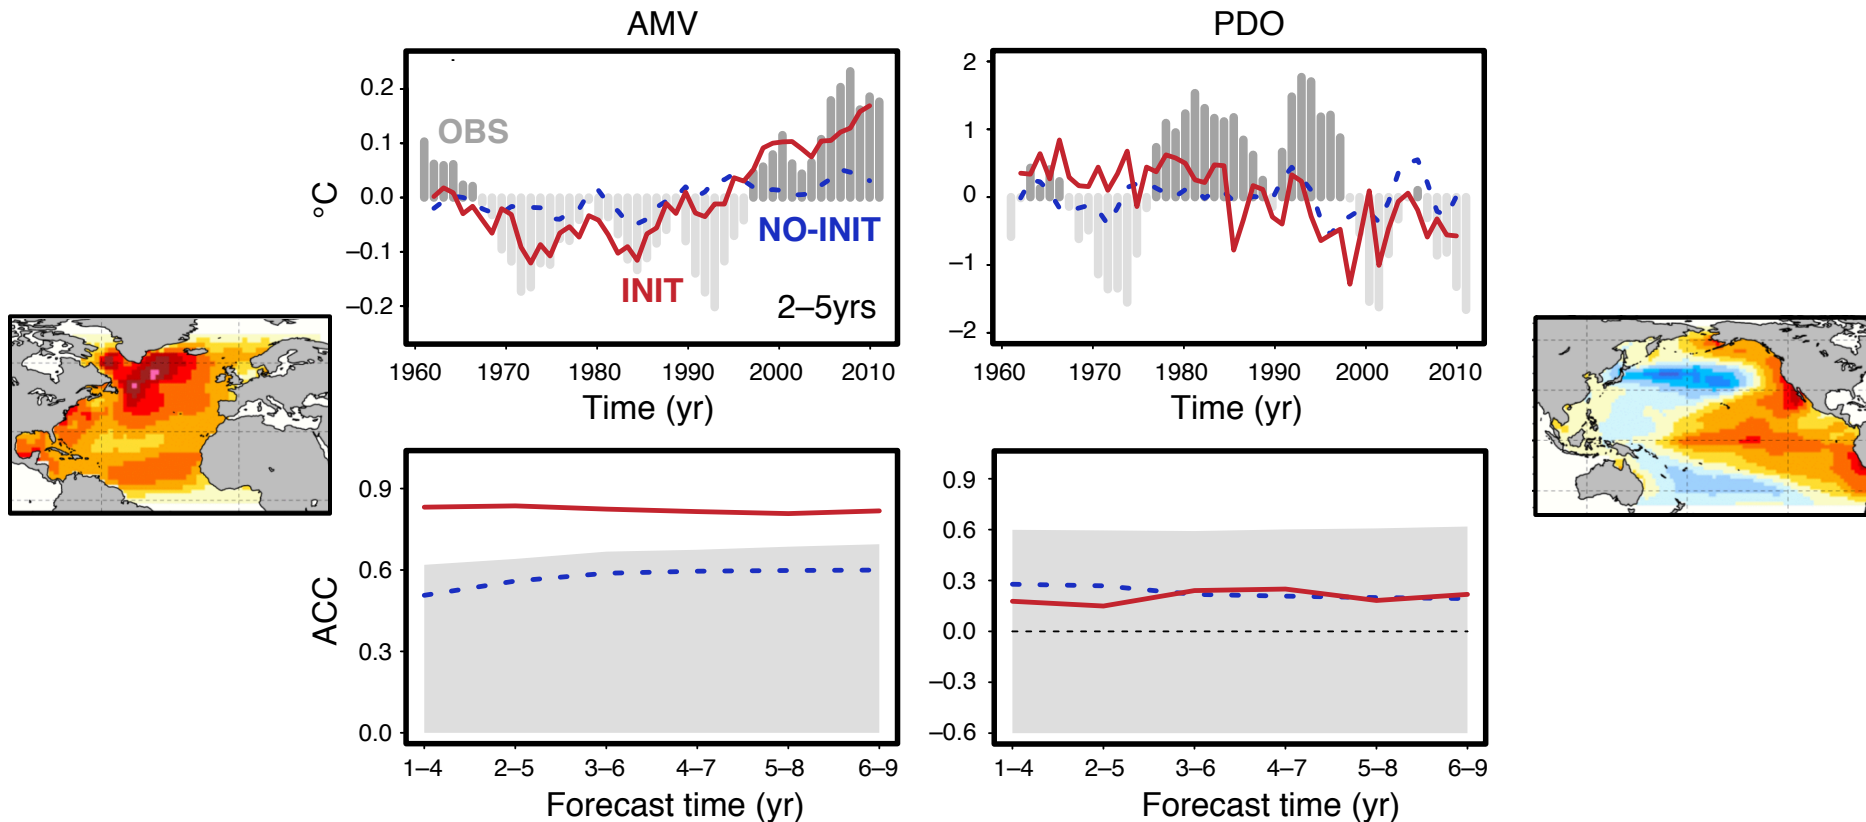 AMV
PDO
°C
0.2
0.1
0.0
−0.1
−0.2
OBS
NO-INIT
INIT
2–5yrs
1960 1970 1980 1990 2000 2010
Time (yr)
2
1
0
−1
−2
1960 1970 1980 1990 2000 2010
Time (yr)
ACC
0.9
0.6
0.3
0.0
1–4 2–5 3–6 4–7 5–8 6–9
Forecast time (yr)
0.9
0.6
0.3
0.0
−0.3
−0.6
1–4 2–5 3–6 4–7 5–8 6–9
Forecast time (yr)